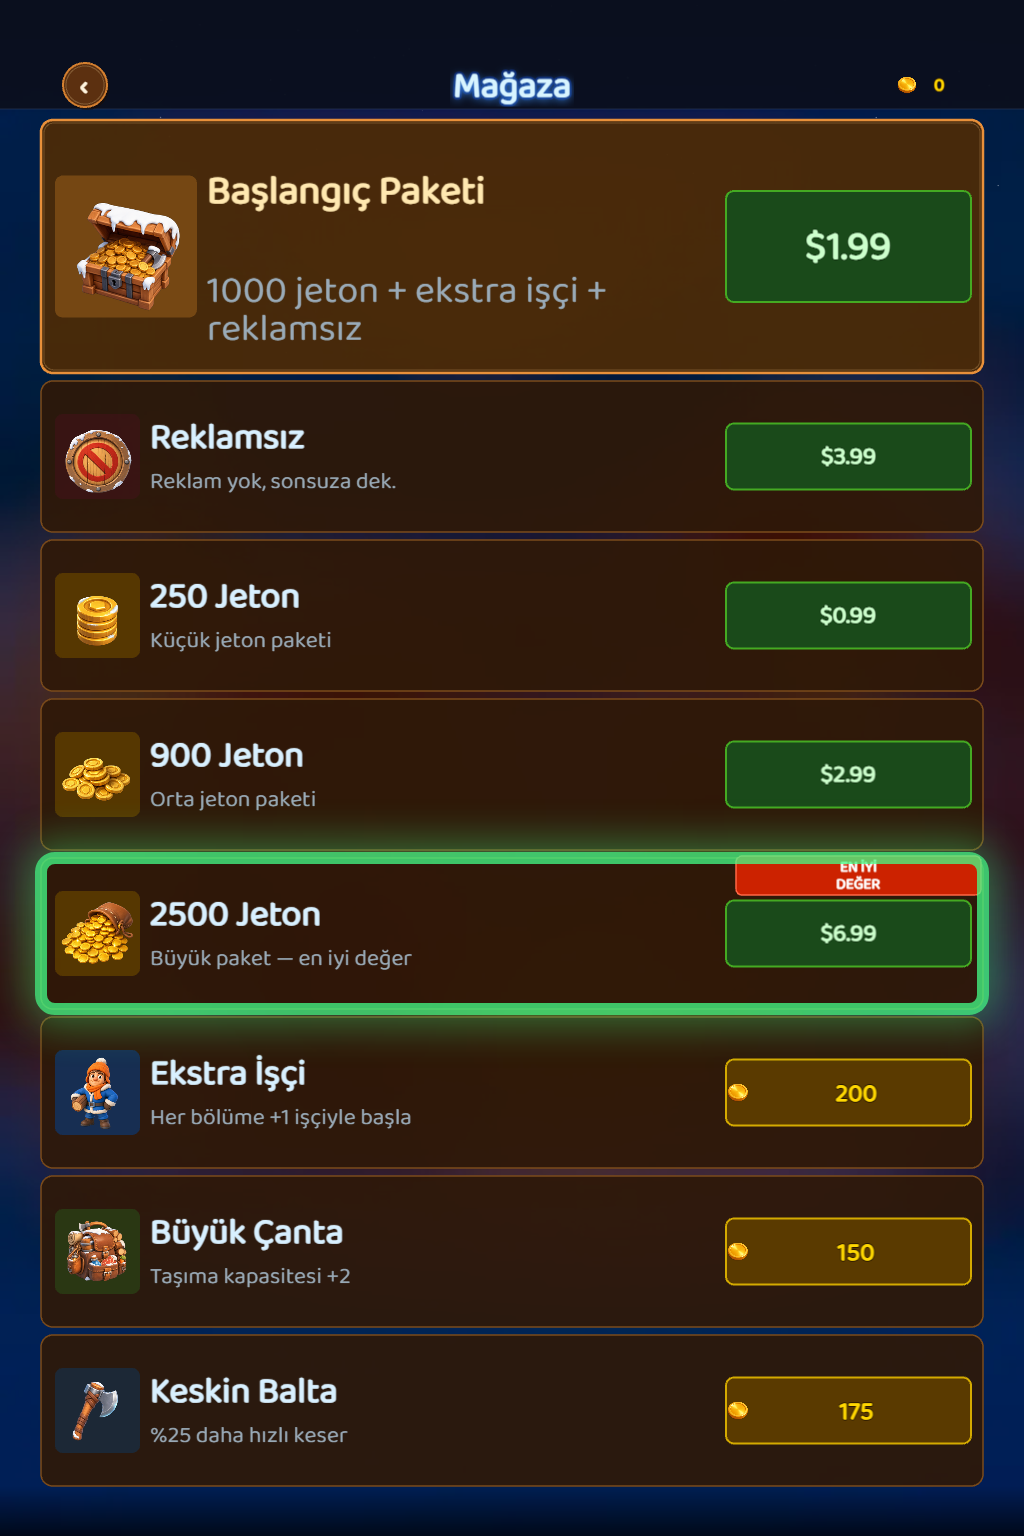 ‹
Mağaza
0
Başlangıç Paketi
1000 jeton + ekstra işçi +
reklamsız
$1.99
Reklamsız
Reklam yok, sonsuza dek.
$3.99
250 Jeton
Küçük jeton paketi
$0.99
900 Jeton
Orta jeton paketi
$2.99
EN İYİ
DEĞER
2500 Jeton
Büyük paket — en iyi değer
$6.99
Ekstra İşçi
Her bölüme +1 işçiyle başla
200
Büyük Çanta
Taşıma kapasitesi +2
150
Keskin Balta
%25 daha hızlı keser
175